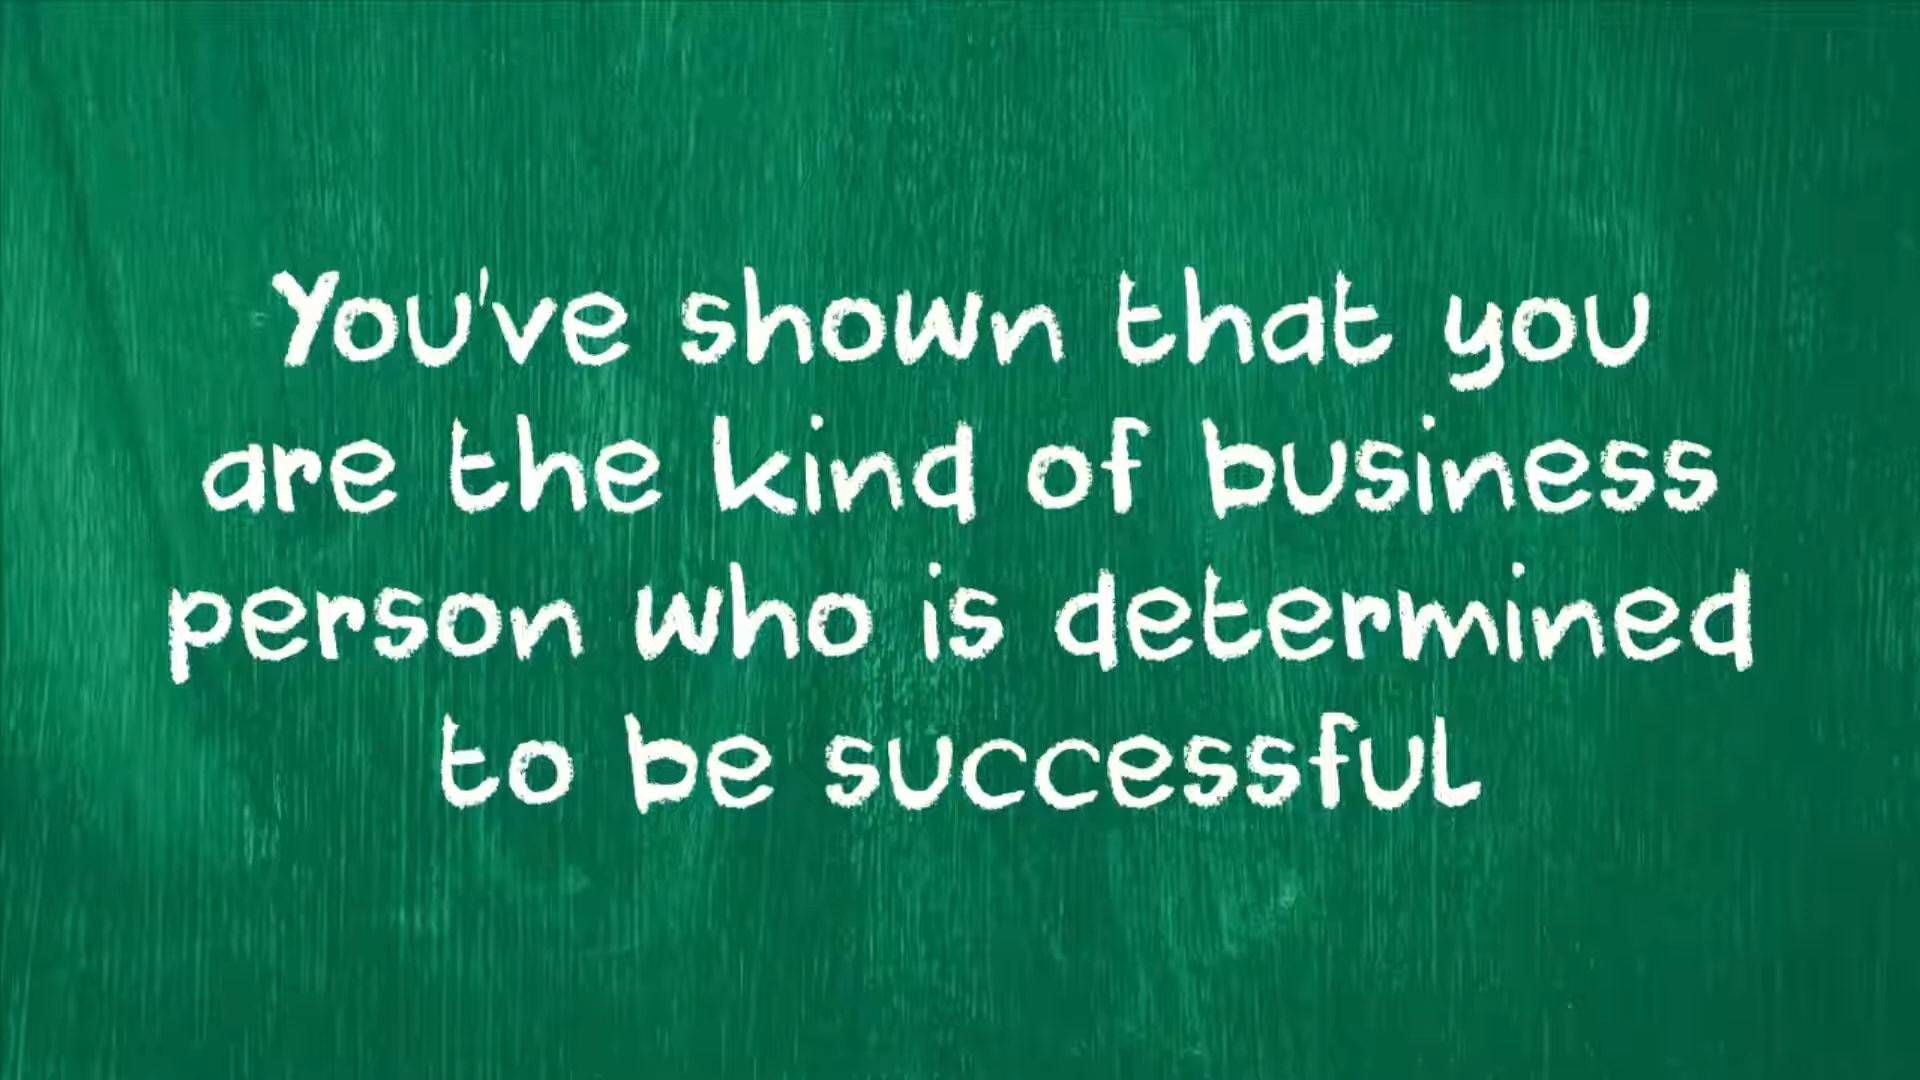 You've shown that you
are the kind of business
person who is determined
to be successful